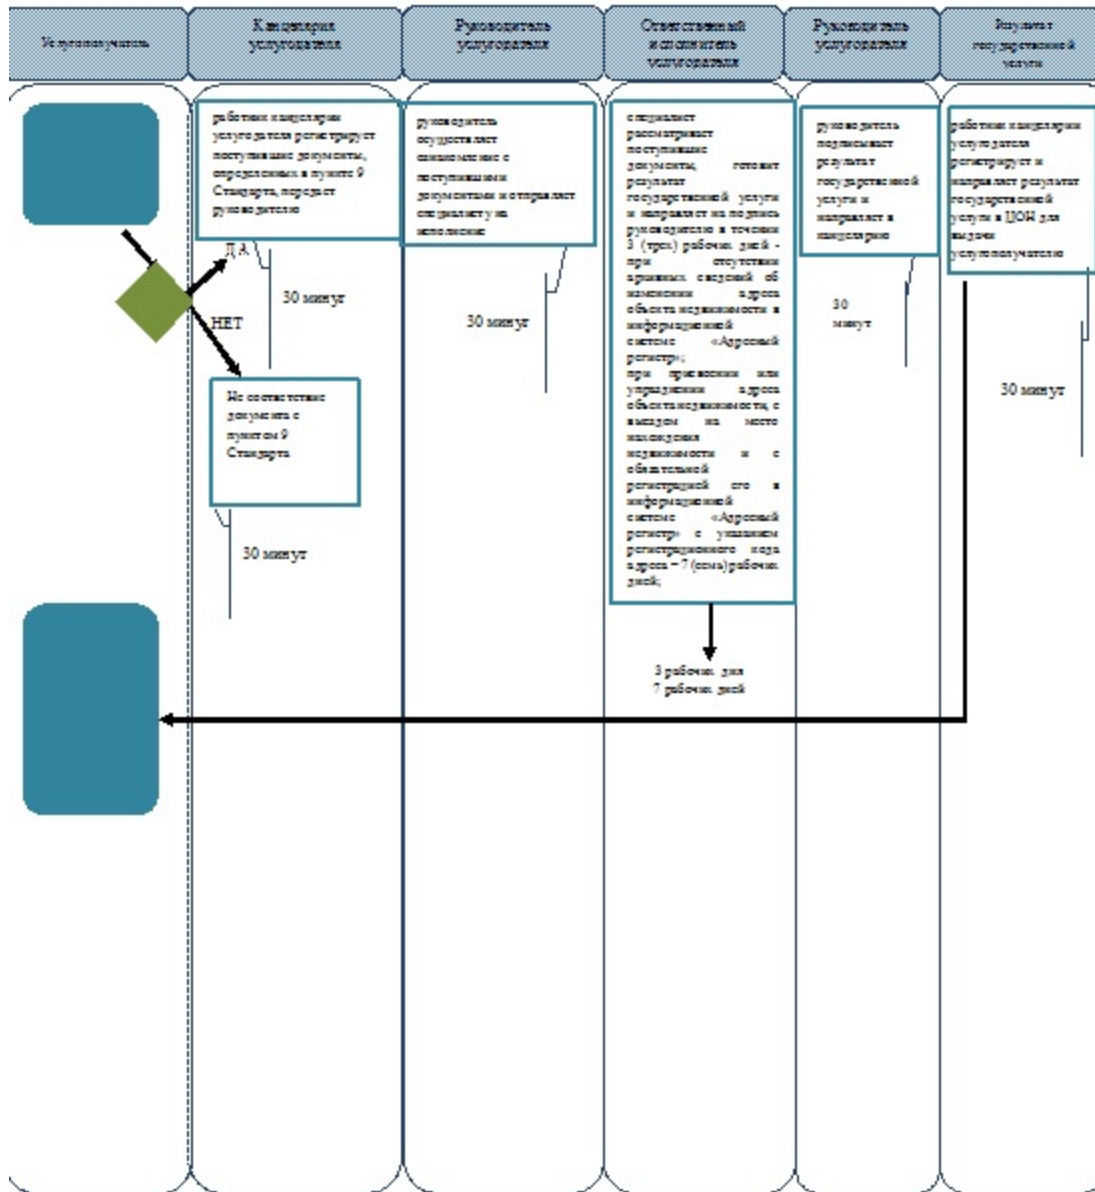 Услугополучатель
Канцелярия
услугодателя
Руководитель
услугодателя
Ответственный
исполнитель
услугодателя
Руководитель
услугодателя
Результат
государственной
услуги
работник канцелярии
услугодателя регистрирует
поступившие документы,
определенных в пункте 9
Стандарта, передает
руководителю
ДА
30 минут
НЕТ
Не соответствие
документа с
пунктом 9
Стандарта
30 минут
руководитель
осуществляет
ознакомление с
поступившими
документами и отправляет
специалисту на
исполнение
30 минут
специалист
рассматривает
поступившие
документы, готовит
результат
государственной услуги
и направляет на подпись
руководителю в течении
3 (трех) рабочих дней -
при отсутствии
архивных сведений об
изменении адреса
объекта недвижимости в
информационной
системе «Адресный
регистр»;
при присвоении или
упразднении адреса
объекта недвижимости, с
выездом на место
нахождения
недвижимости и с
обязательной
регистрацией его в
информационной
системе «Адресный
регистр» с указанием
регистрационного кода
адреса – 7 (семь) рабочих
дней;
3 рабочих дня
7 рабочих дней
руководитель
подписывает
результат
государственной
услуги и
направляет в
канцелярию
30
минут
работник канцелярии
услугодателя
регистрирует и
направляет результат
государственной
услуги в ЦОН для
выдачи
услугополучателю
30 минут